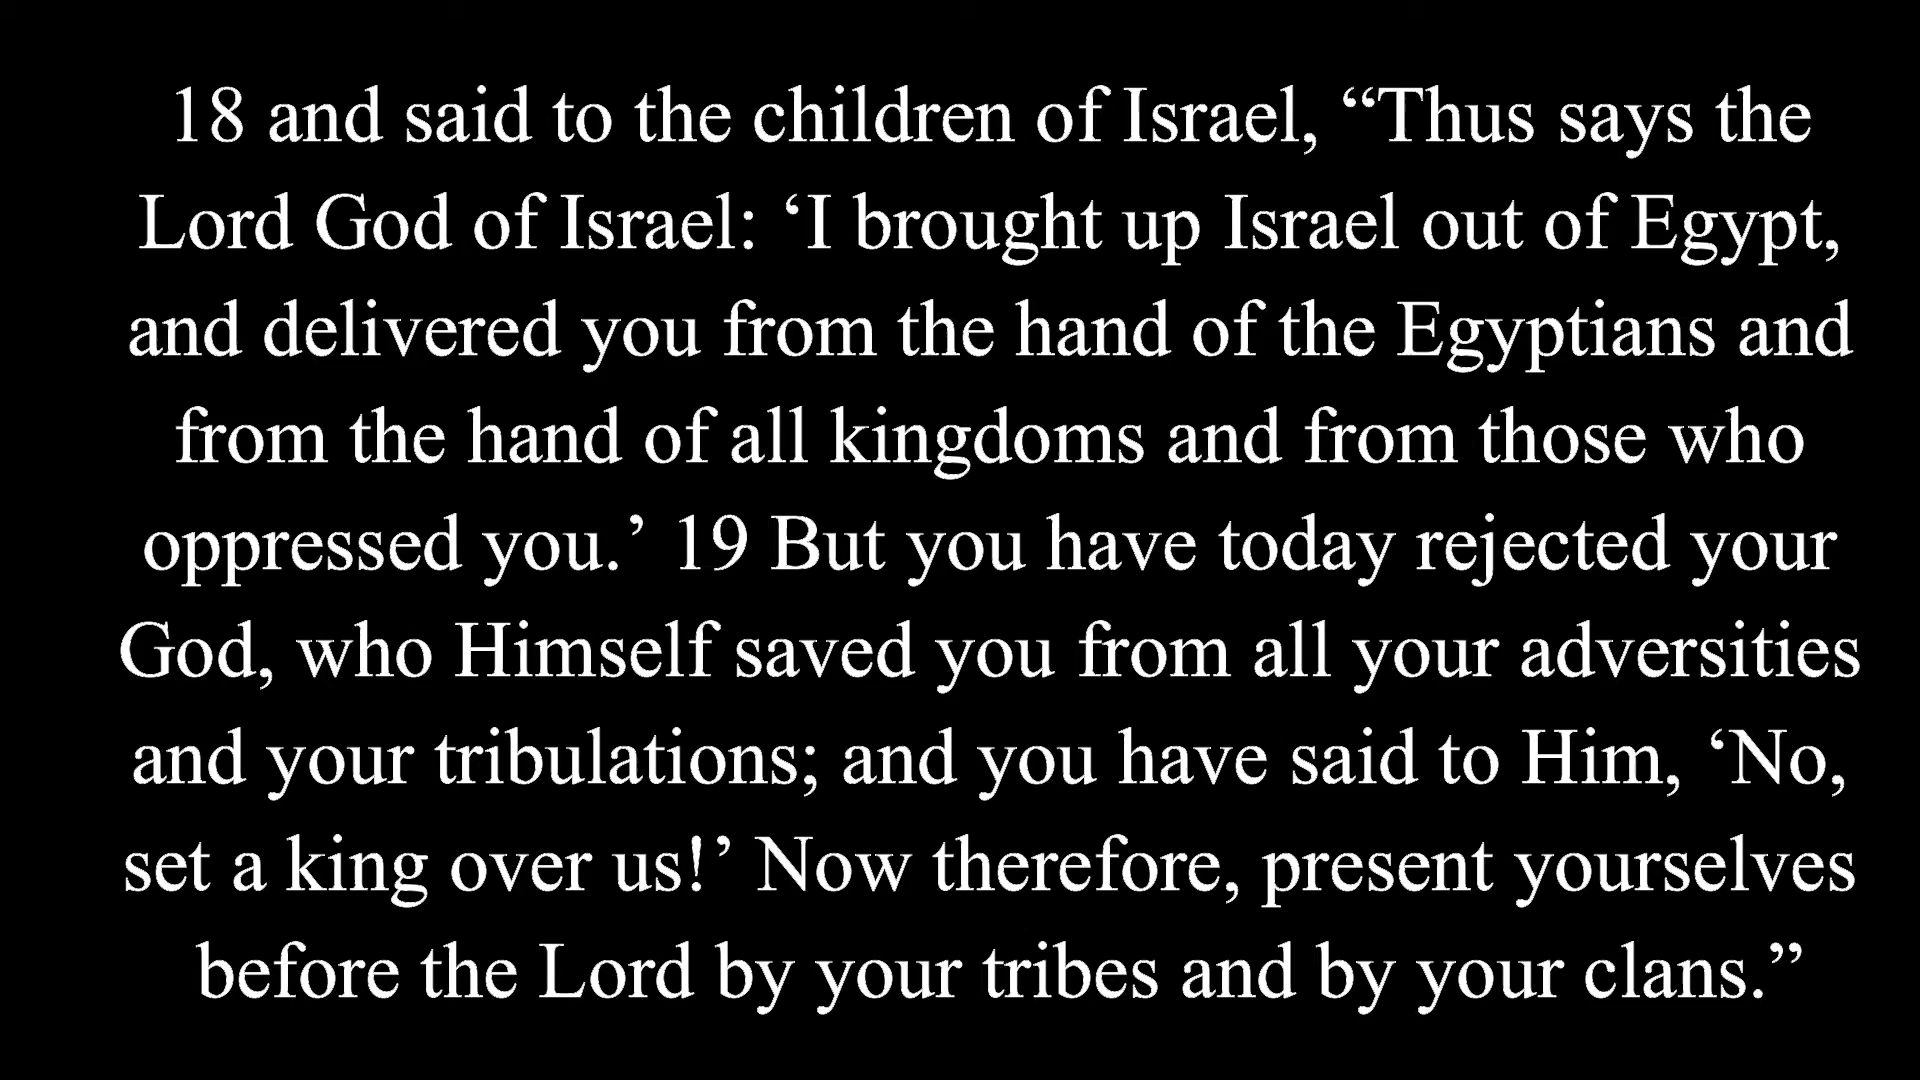 18 and said to the children of Israel, “Thus says the
Lord God of Israel: ‘I brought up Israel out of Egypt,
and delivered you from the hand of the Egyptians and
from the hand of all kingdoms and from those who
oppressed you.’ 19 But you have today rejected your
God, who Himself saved you from all your adversities
and your tribulations; and you have said to Him, ‘No,
set a king over us!’ Now therefore, present yourselves
before the Lord by your tribes and by your clans.”